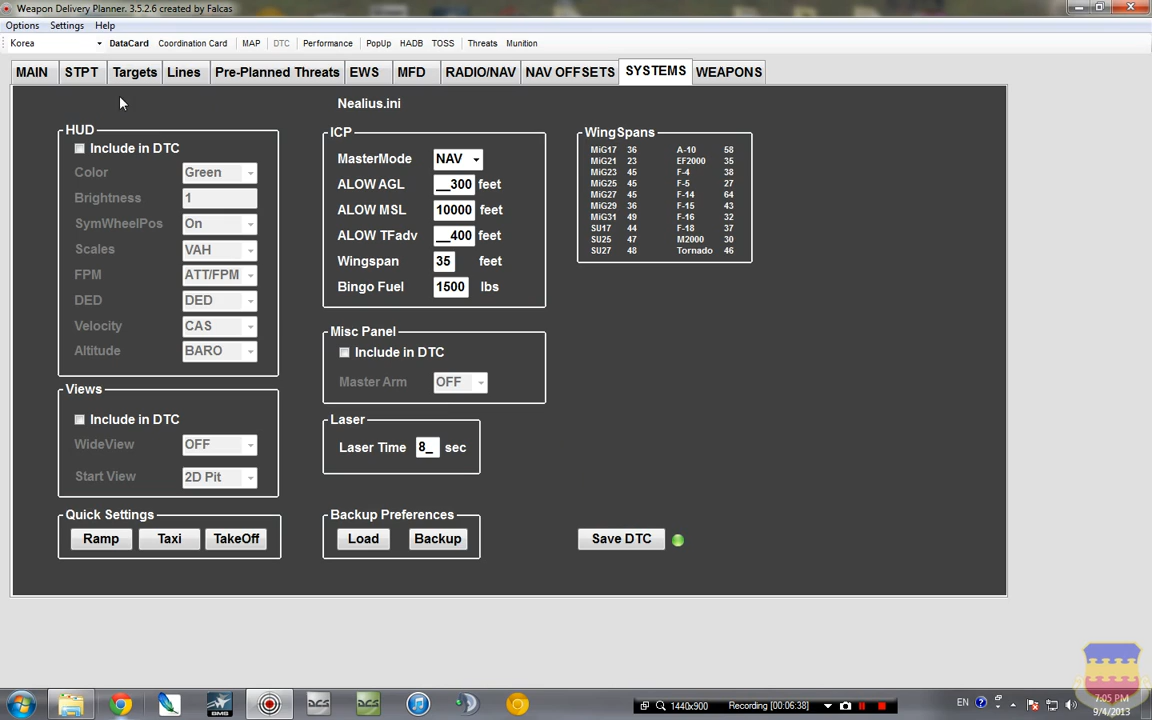 Weapon Delivery Planner. 3.5.2.6 created by Falcas
Options Settings Help
Korea DataCard Coordination Card MAP DTC Performance PopUp HADB TOSS Threats Munition
MAIN STPT Targets Lines Pre-Planned Threats EWS MFD RADIO/NAV NAV OFFSETS SYSTEMS WEAPONS
Nealius.ini
HUD
Include in DTC
Color Green
Brightness 1
SymWheelPos On
Scales VAH
FPM ATT/FPM
DED DED
Velocity CAS
Altitude BARO
Views
Include in DTC
WideView OFF
Start View 2D Pit
Quick Settings
Ramp Taxi TakeOff
ICP
MasterMode NAV
ALOW AGL __300 feet
ALOW MSL 10000 feet
ALOW TFadv __400 feet
Wingspan 35 feet
Bingo Fuel 1500 lbs
Misc Panel
Include in DTC
Master Arm OFF
Laser
Laser Time 8_ sec
Backup Preferences
Load Backup
WingSpans
MiG17 36 A-10 58
MiG21 23 EF2000 35
MiG23 45 F-4 38
MiG25 45 F-5 27
MiG27 45 F-14 64
MiG29 36 F-15 43
MiG31 49 F-16 32
SU17 44 F-18 37
SU25 47 M2000 30
SU27 48 Tornado 46
Save DTC
BMS DCS DCS
1440x900 Recording [00:06:38]
EN
7:05 PM
9/4/2013